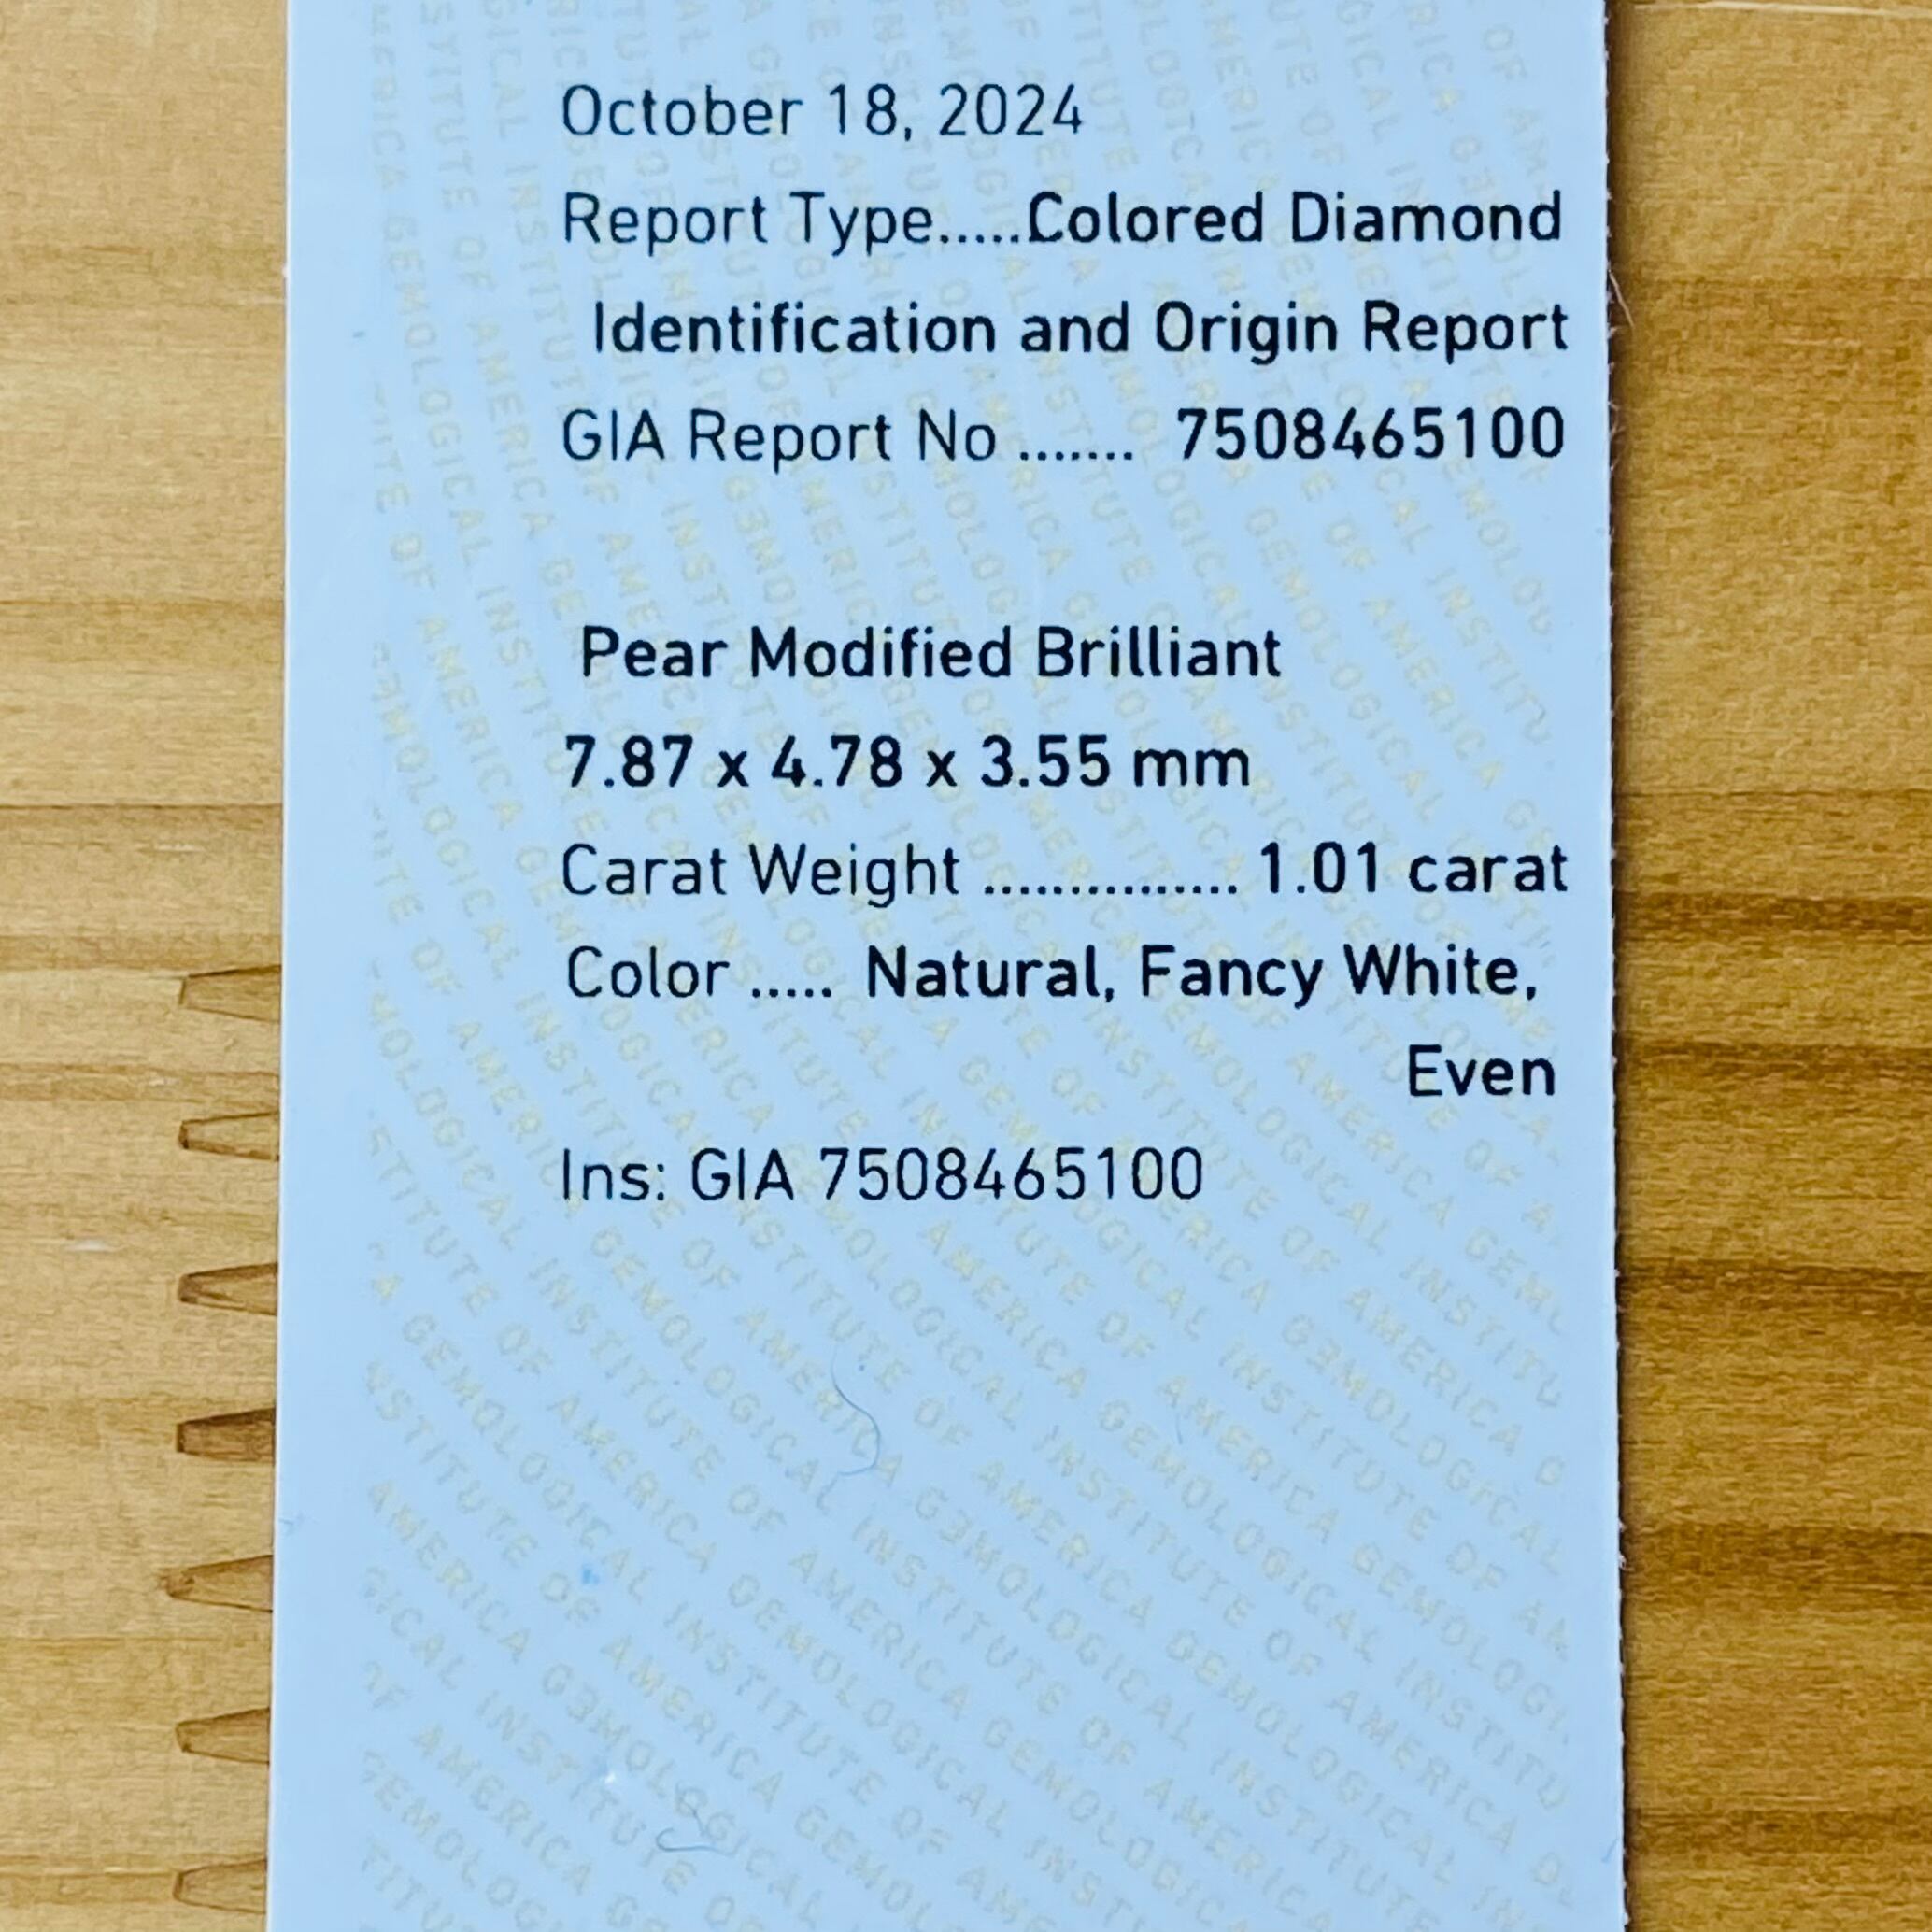 October 18, 2024
Report Type.....Colored Diamond
Identification and Origin Report
GIA Report No ....... 7508465100
Pear Modified Brilliant
7.87 x 4.78 x 3.55 mm
Carat Weight ............... 1.01 carat
Color ..... Natural, Fancy White,
Even
Ins: GIA 7508465100